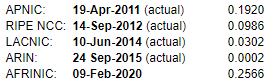 APNIC: 19-Apr-2011 (actual) 0.1920
RIPE NCC: 14-Sep-2012 (actual) 0.0986
LACNIC: 10-Jun-2014 (actual) 0.0302
ARIN: 24 Sep-2015 (actual) 0.0002
AFRINIC: 09-Feb-2020 0.2566